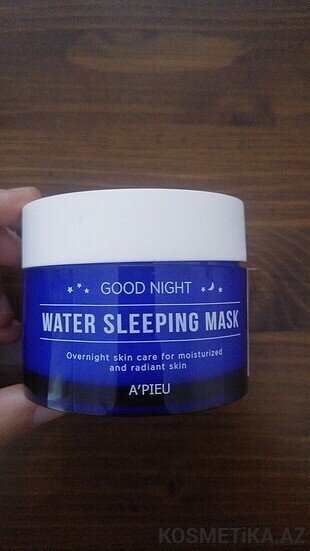 GOOD NIGHT
WATER SLEEPING MASK
Overnight skin care for moisturized
and radiant skin
A'PIEU
KOSMETiKA.AZ